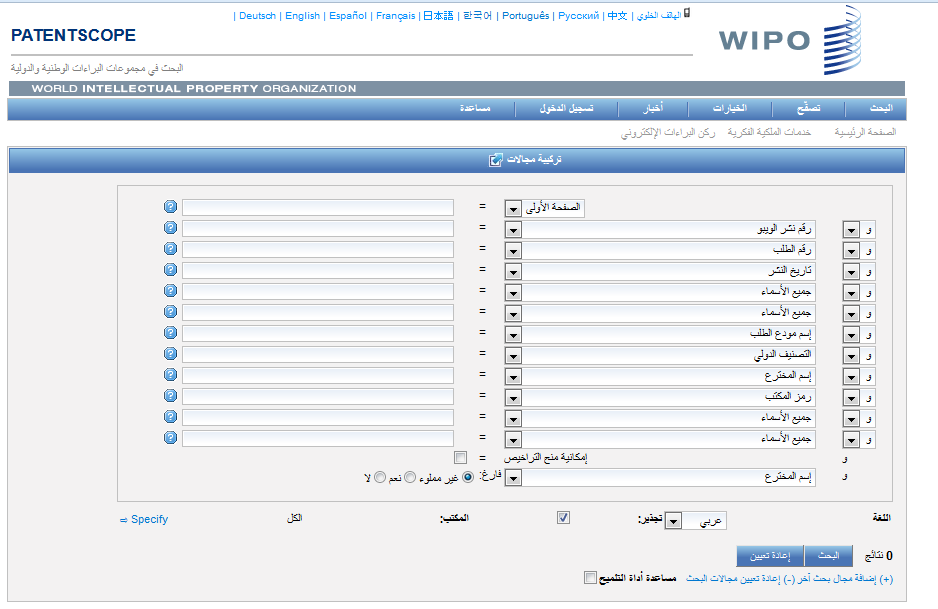 | Deutsch | English | Español | Français | 日本語 | 한국어 | Português | Русский | 中文 | الهاتف الخلوي
PATENTSCOPE
WIPO
البحث في مجموعات البراءات الوطنية والدولية
WORLD INTELLECTUAL PROPERTY ORGANIZATION
البحث | تصفّح | الخيارات | أخبار | تسجيل الدخول | مساعدة
الصفحة الرئيسية خدمات الملكية الفكرية ركن البراءات الإلكتروني
تركيبة مجالات
الصفحة الأولى =
و رقم نشر الويبو =
و رقم الطلب =
و تاريخ النشر =
و جميع الأسماء =
و جميع الأسماء =
و إسم مودع الطلب =
و التصنيف الدولي =
و إسم المخترع =
و رمز المكتب =
و جميع الأسماء =
و جميع الأسماء =
و إمكانية منح التراخيص =
و إسم المخترع فارغ: غير مملوء نعم لا
اللغة عربي تجذير: المكتب: الكل Specify ⇨
0 نتائج البحث إعادة تعيين
(+) إضافة مجال بحث آخر (-) إعادة تعيين مجالات البحث مساعدة أداة التلميح